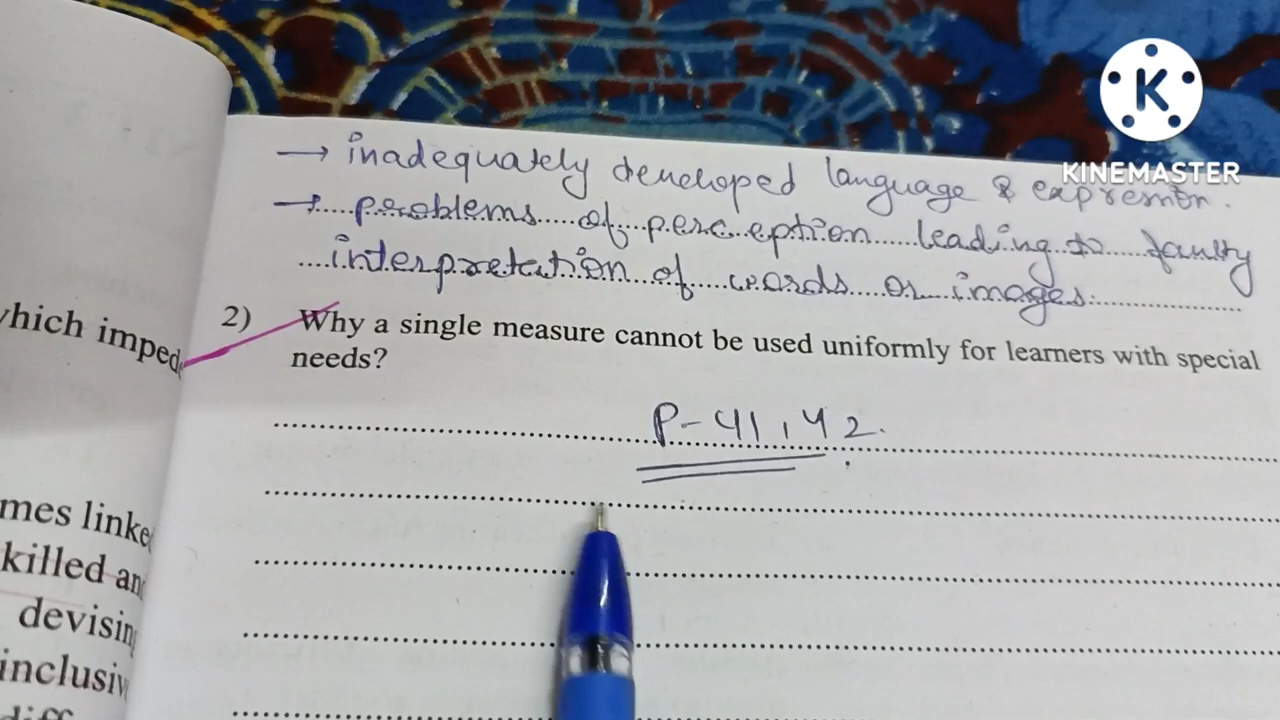 K
KINEMASTER
→ inadequately developed language & expression.
→ problems of perception leading to faulty
interpretation of words or images.
2) Why a single measure cannot be used uniformly for learners with special
needs?
P-41, 42.
which imped
mes linke
killed an
devisin
inclusiv